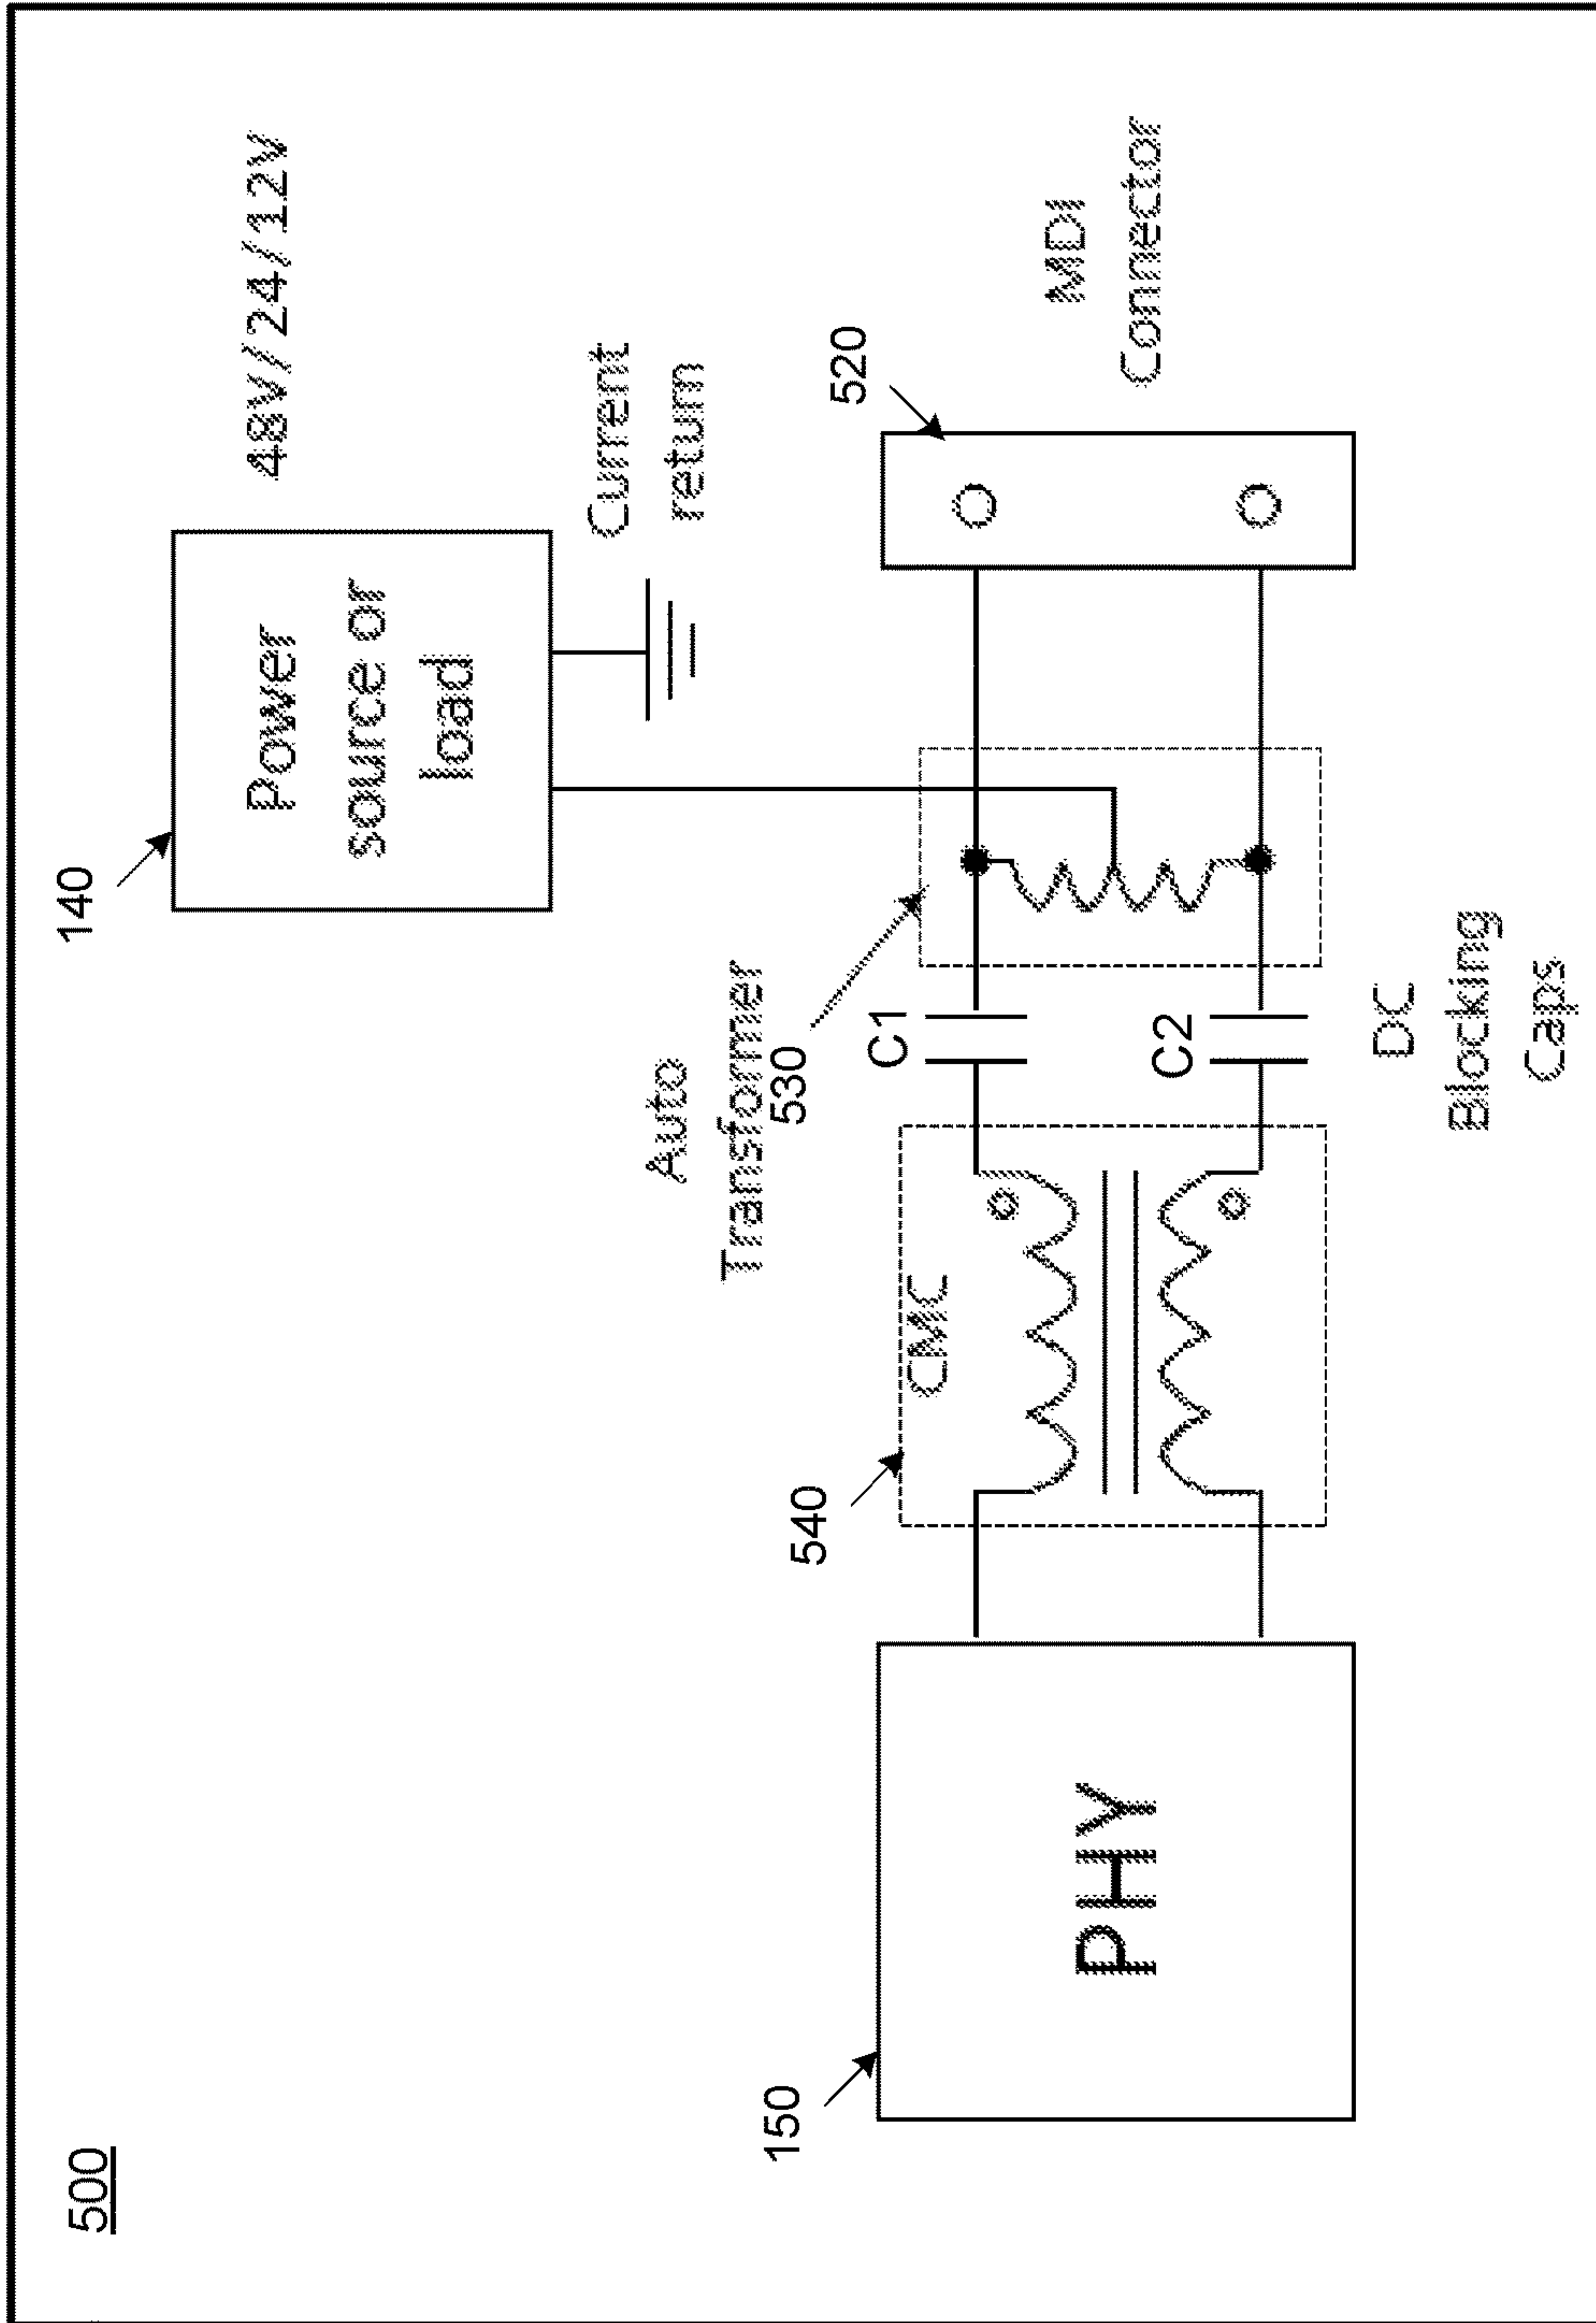 500
140
Power
source or
load
48V/24/12V
Current
return
Auto
Transformer
530
520
MDI
Connector
150
PHY
540
CMC
C1
C2
DC
Blocking
Caps